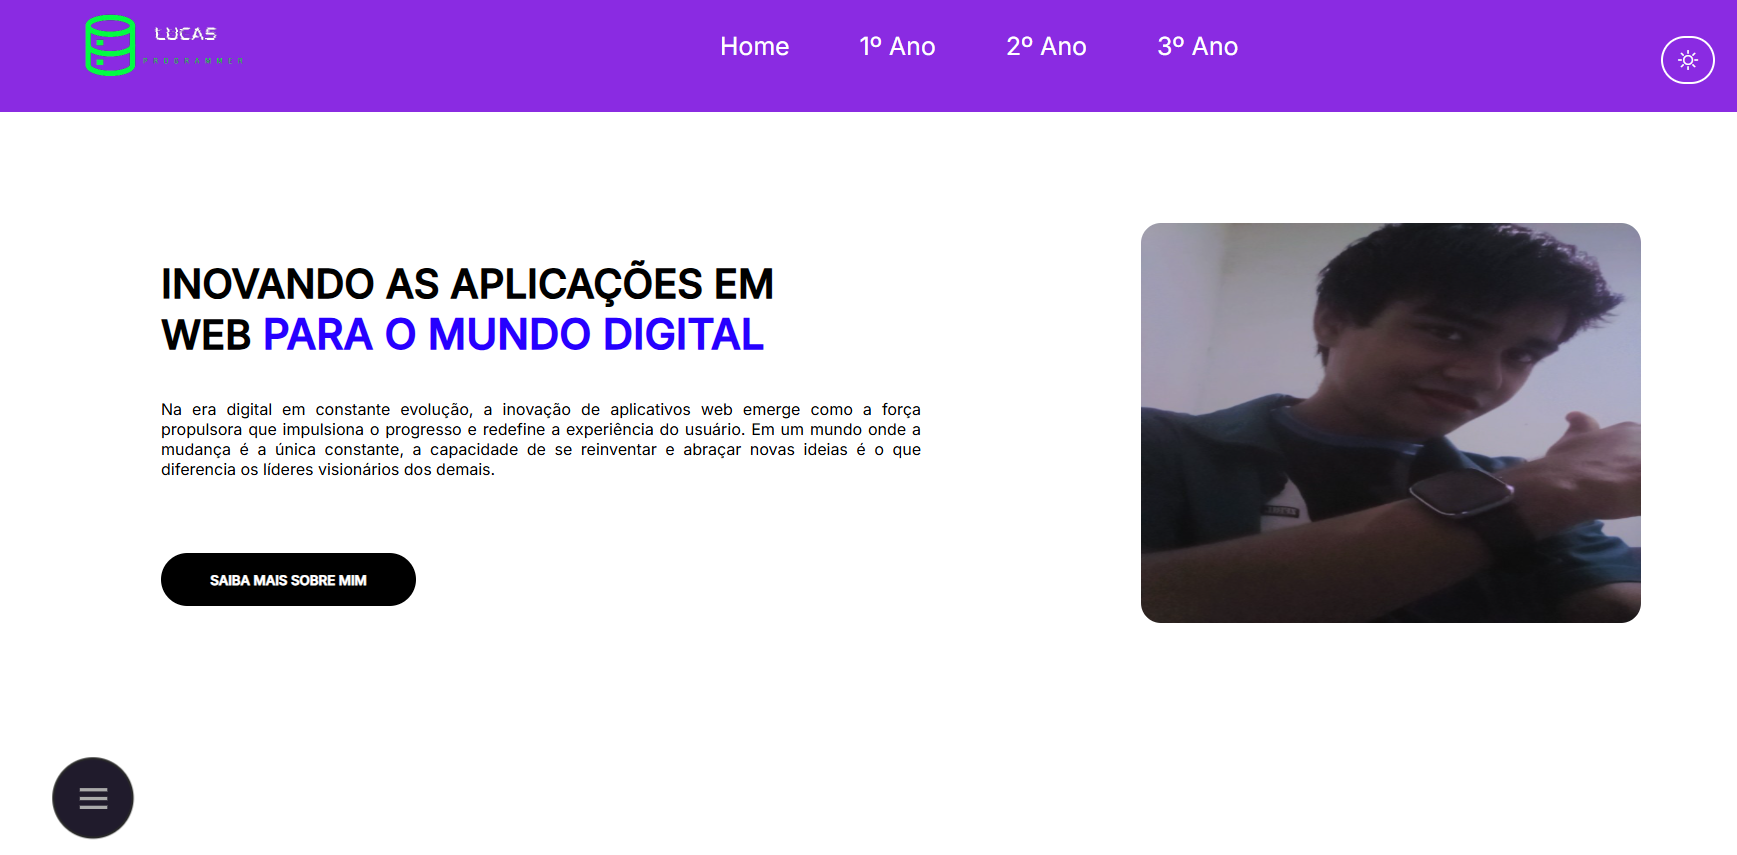 LUCAS
PROGRAMMER
Home
1º Ano
2º Ano
3º Ano
INOVANDO AS APLICAÇÕES EM
WEB PARA O MUNDO DIGITAL
Na era digital em constante evolução, a inovação de aplicativos web emerge como a força
propulsora que impulsiona o progresso e redefine a experiência do usuário. Em um mundo onde a
mudança é a única constante, a capacidade de se reinventar e abraçar novas ideias é o que
diferencia os líderes visionários dos demais.
SAIBA MAIS SOBRE MIM